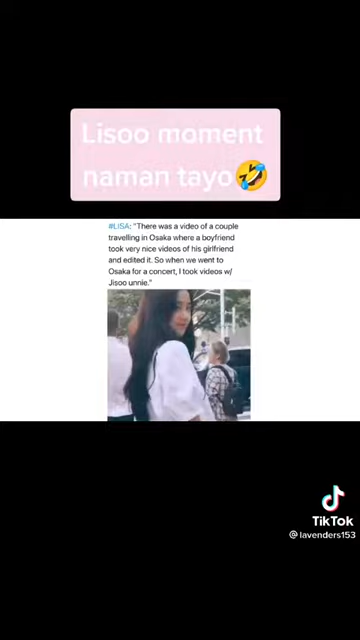 Lisoo moment
naman tayo🤣
#LISA: "There was a video of a couple
travelling in Osaka where a boyfriend
took very nice videos of his girlfriend
and edited it. So when we went to
Osaka for a concert, I took videos w/
Jisoo unnie."
TikTok
@lavenders153